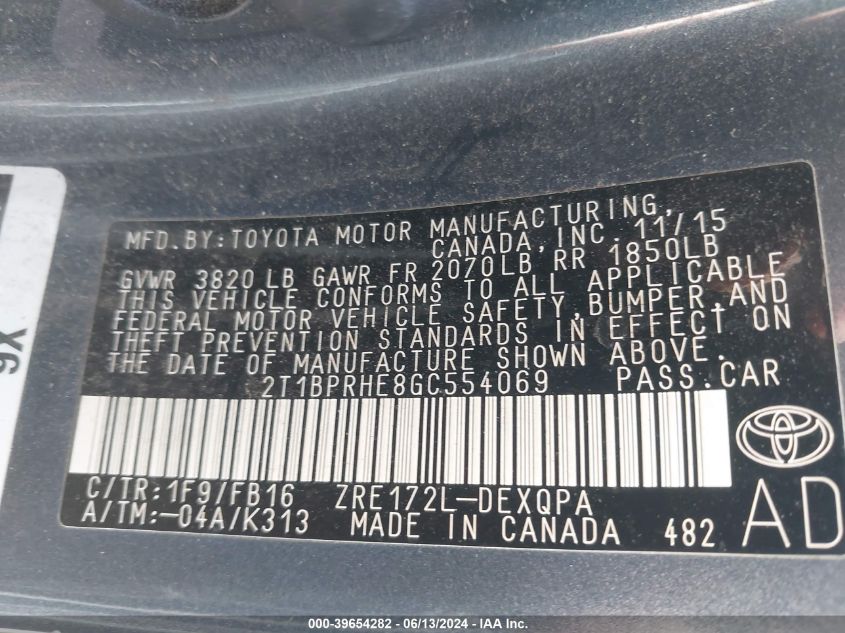 MFD.BY:TOYOTA MOTOR MANUFACTURING,
CANADA,INC. 11/15
GVWR 3820 LB GAWR FR 2070LB RR 1850LB
THIS VEHICLE CONFORMS TO ALL APPLICABLE
FEDERAL MOTOR VEHICLE SAFETY,BUMPER,AND
THEFT PREVENTION STANDARDS IN EFFECT ON
THE DATE OF MANUFACTURE SHOWN ABOVE.
2T1BPRHE8GC554069 PASS.CAR
C/TR:1F9/FB16 ZRE172L-DEXQPA
A/TM:-04A/K313 MADE IN CANADA 482 AD
9X
000-39654282 - 06/13/2024 - IAA Inc.